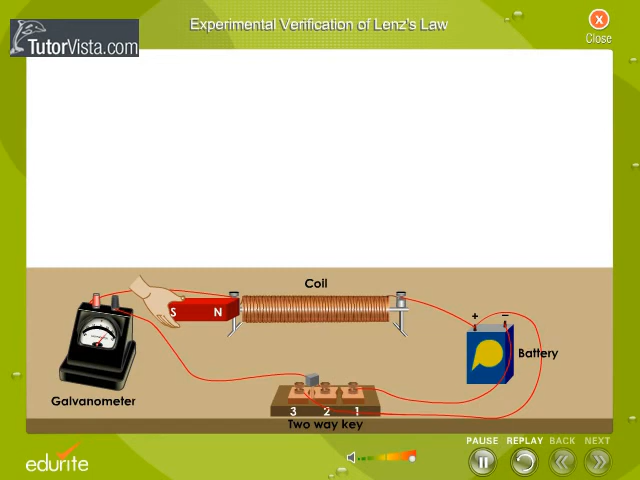 Experimental Verification of Lenz's Law
TutorVista.com
Close
Coil
S N
+ −
Battery
Galvanometer
3 2 1
Two way key
PAUSE REPLAY BACK NEXT
edurite